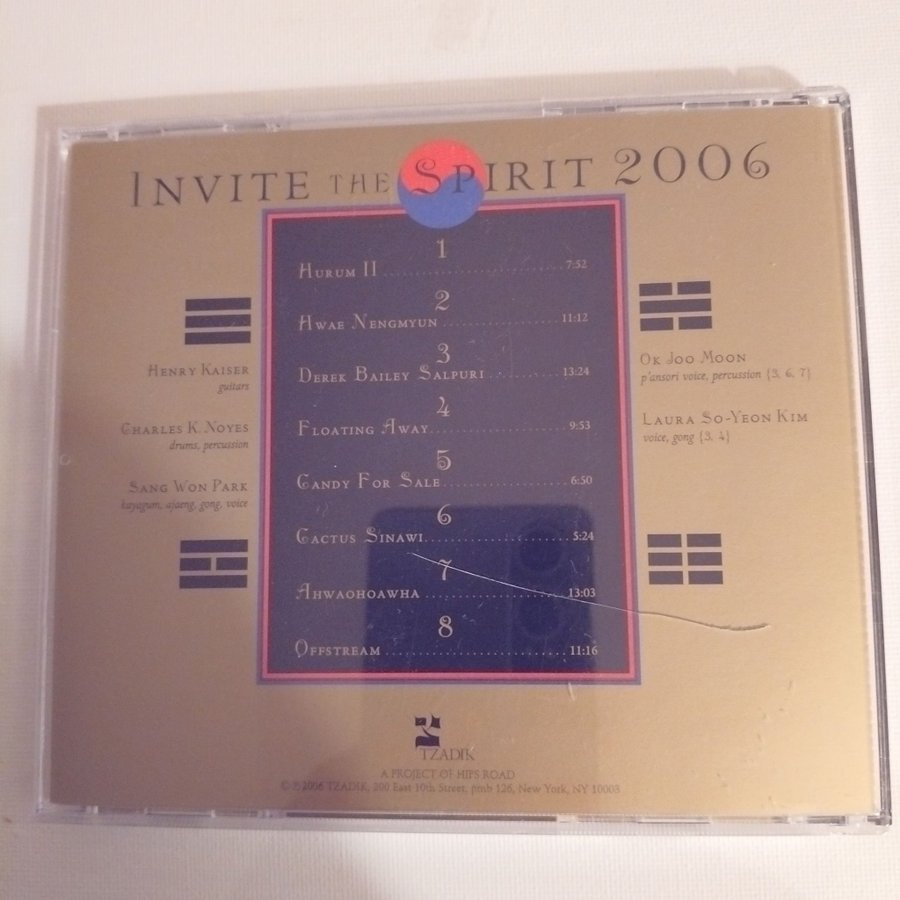 INVITE THE SPIRIT 2006
1
HURUM II 7:52
2
AWAE NENGMYUN 11:12
3
DEREK BAILEY SALPURI 13:24
4
FLOATING AWAY 9:53
5
CANDY FOR SALE 6:50
6
CACTUS SINAWI 5:24
7
AHWAOHOAWHA 13:03
8
OFFSTREAM 11:16
HENRY KAISER
guitars
CHARLES K. NOYES
drums, percussion
SANG WON PARK
kayagum, ajaeng, gong, voice
OK JOO MOON
p'ansori voice, percussion {3, 6, 7}
LAURA SO-YEON KIM
voice, gong {3, 4}
צ
TZADIK
A PROJECT OF HIPS ROAD
© ℗ 2006 TZADIK, 200 East 10th Street, pmb 126, New York, NY 10003